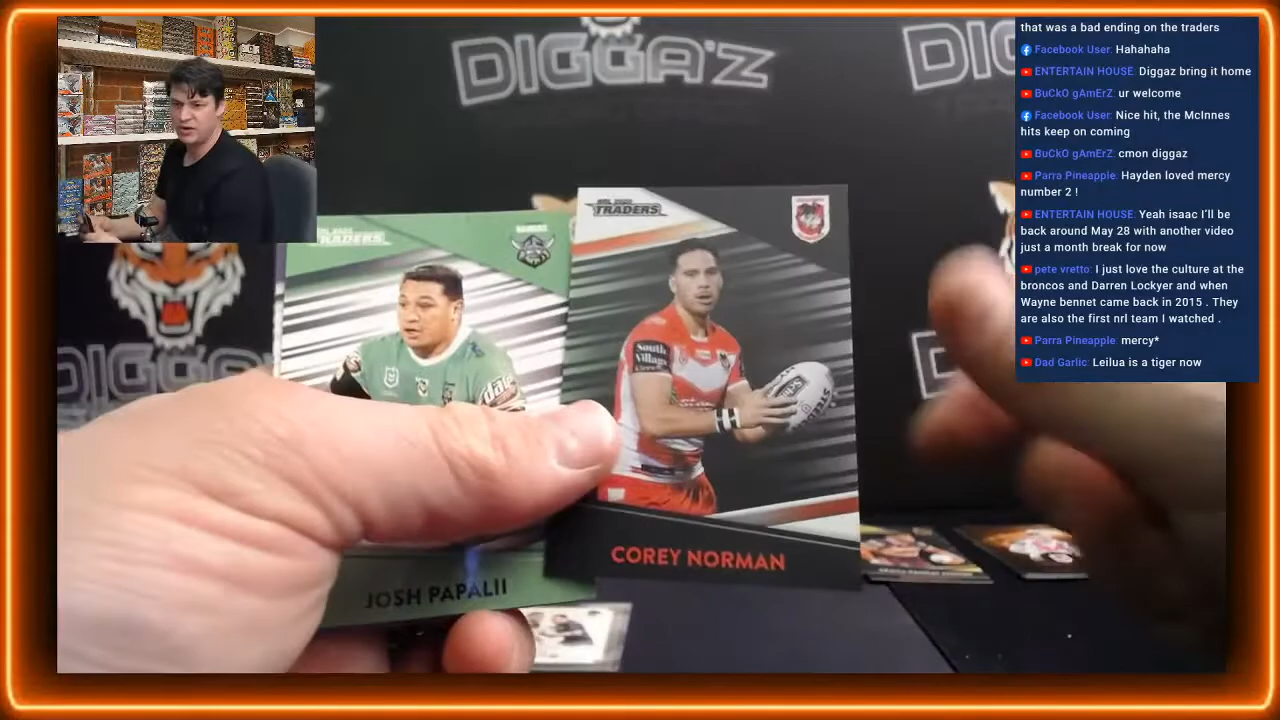 DIGGA'Z
DI
that was a bad ending on the traders
Facebook User: Hahahaha
ENTERTAIN HOUSE: Diggaz bring it home
BuCkO gAmErZ: ur welcome
Facebook User: Nice hit, the McInnes
hits keep on coming
BuCkO gAmErZ: cmon diggaz
Parra Pineapple: Hayden loved mercy
number 2 !
ENTERTAIN HOUSE: Yeah isaac I'll be
back around May 28 with another video
just a month break for now
pete vretto: I just love the culture at the
broncos and Darren Lockyer and when
Wayne bennet came back in 2015 . They
are also the first nrl team I watched .
Parra Pineapple: mercy*
Dad Garlic: Leilua is a tiger now
TRADERS
RAIDERS
TRADERS
South
Village
JOSH PAPALII
COREY NORMAN